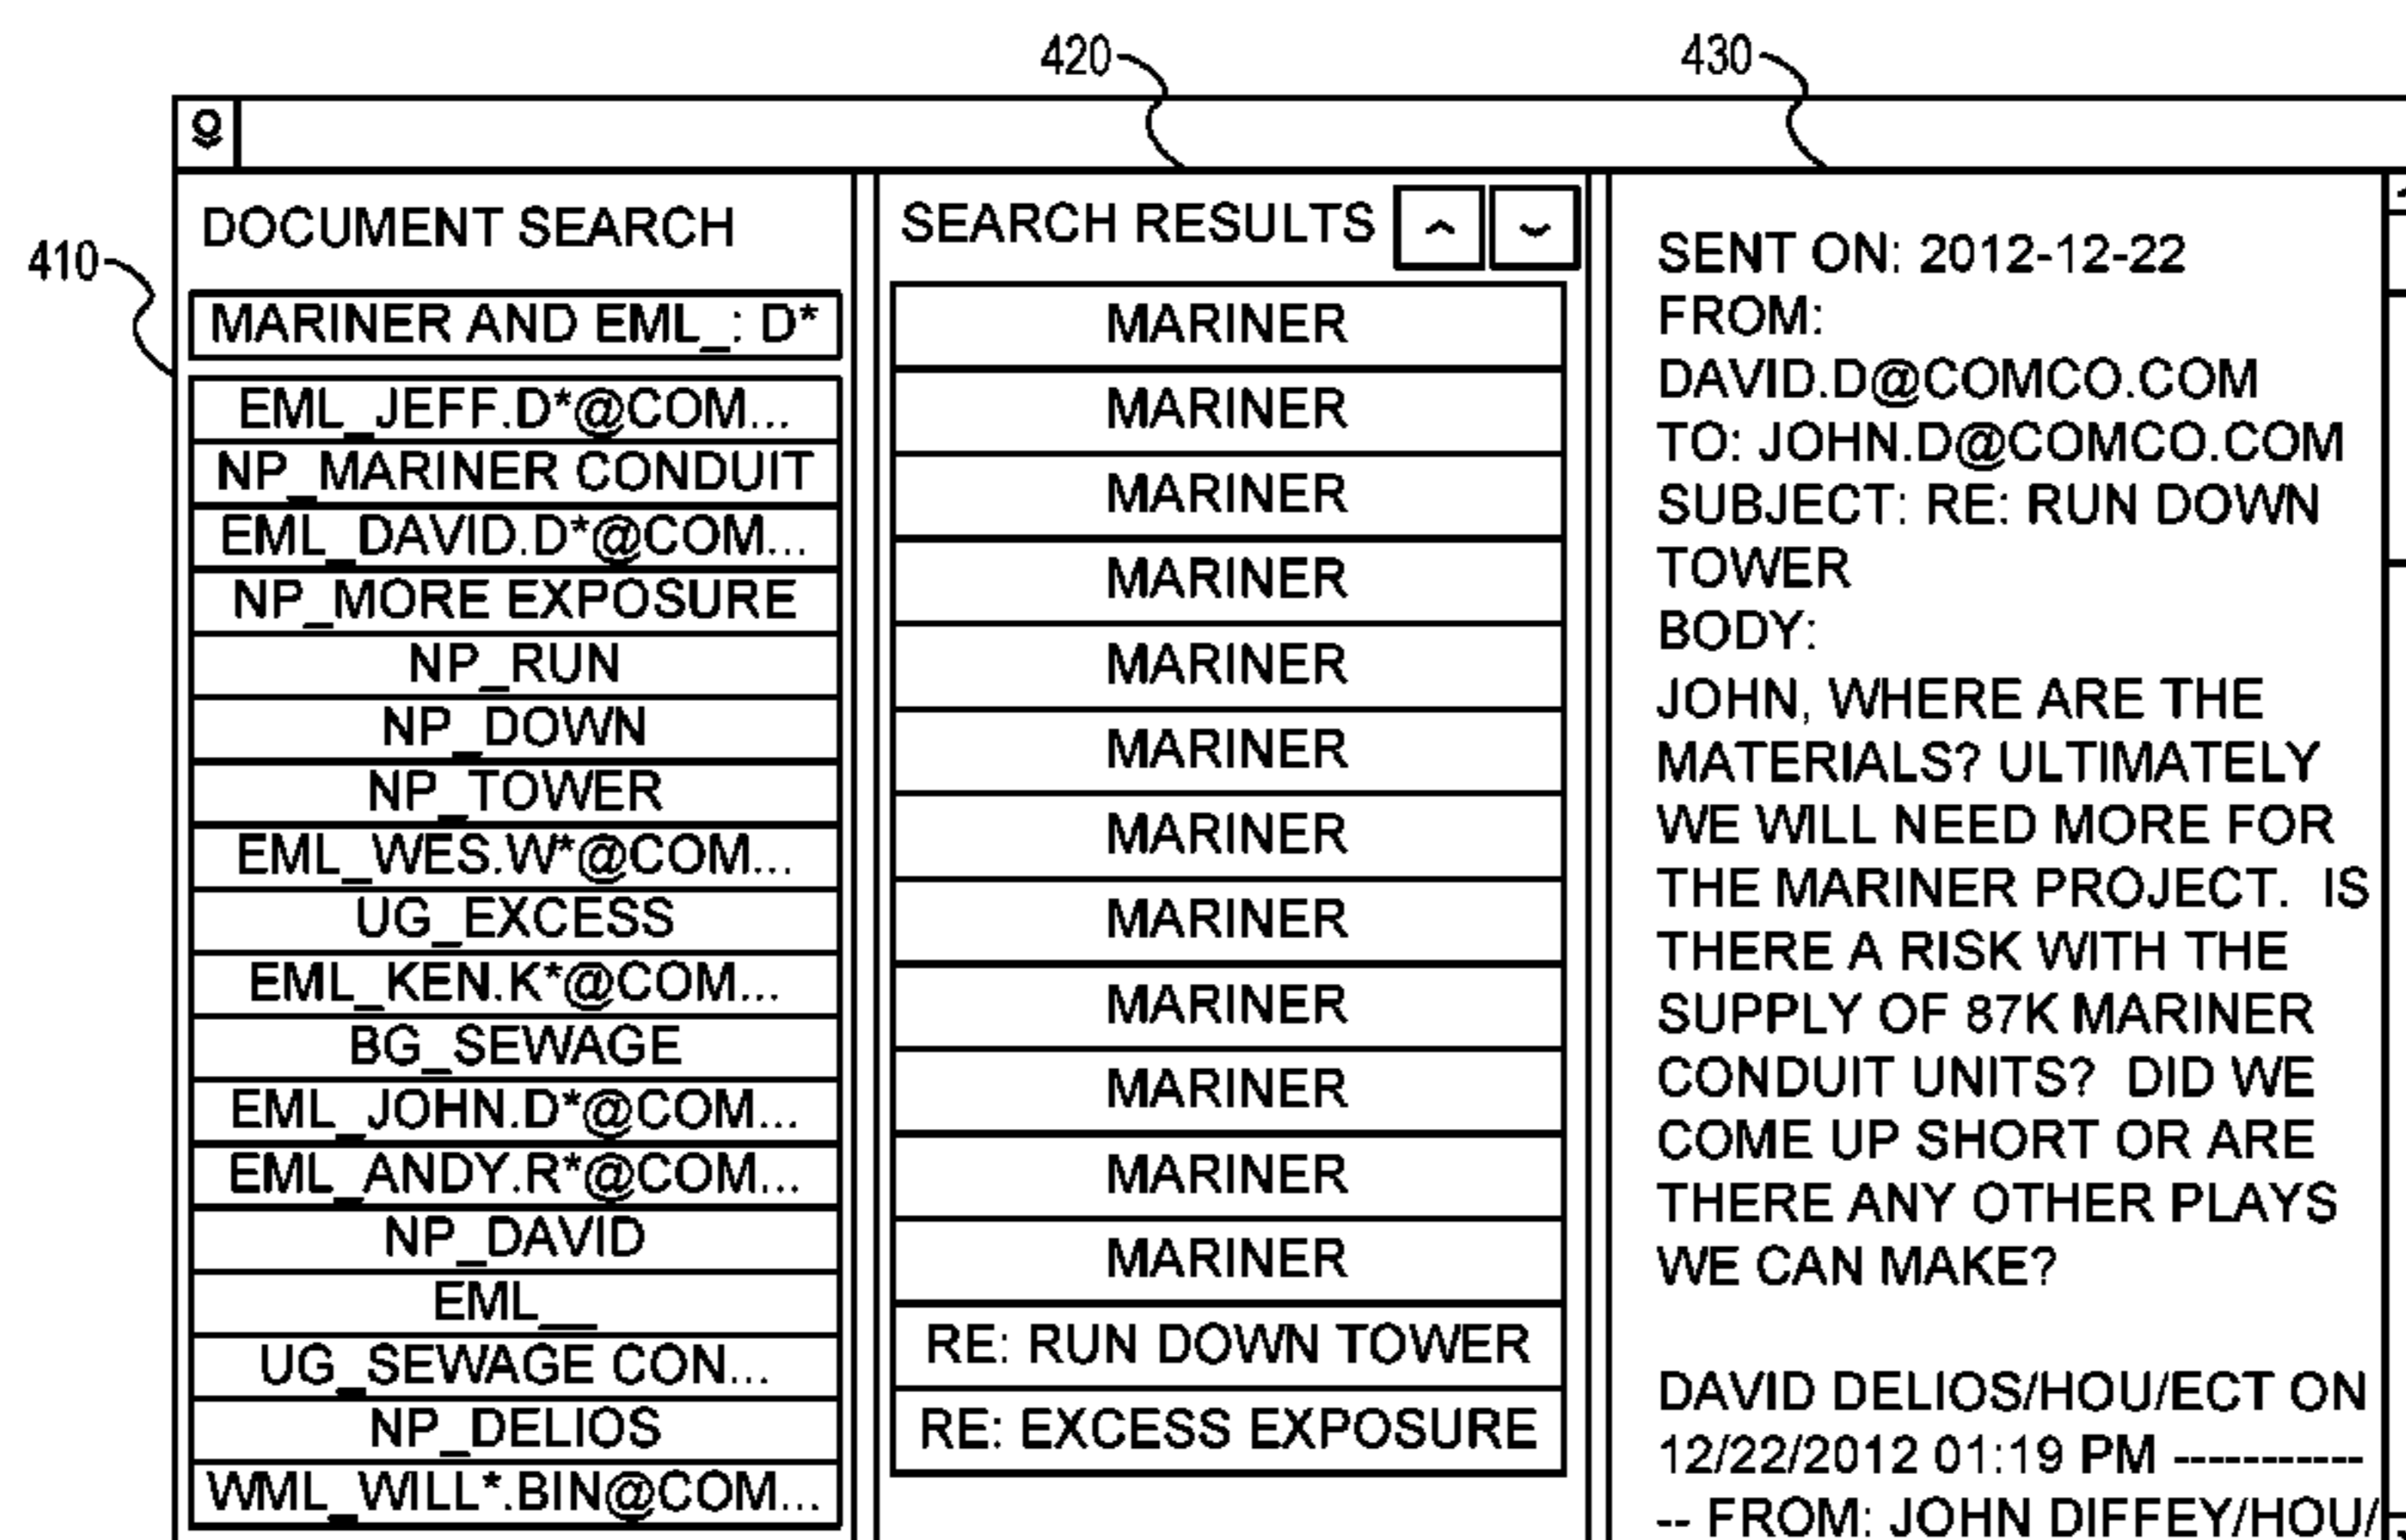 420
430
410
DOCUMENT SEARCH
MARINER AND EML_: D*
EML_JEFF.D*@COM...
NP_MARINER CONDUIT
EML_DAVID.D*@COM...
NP_MORE EXPOSURE
NP_RUN
NP_DOWN
NP_TOWER
EML_WES.W*@COM...
UG_EXCESS
EML_KEN.K*@COM...
BG_SEWAGE
EML_JOHN.D*@COM...
EML_ANDY.R*@COM...
NP_DAVID
EML__
UG_SEWAGE CON...
NP_DELIOS
WML_WILL*.BIN@COM...
SEARCH RESULTS
MARINER
MARINER
MARINER
MARINER
MARINER
MARINER
MARINER
MARINER
MARINER
MARINER
MARINER
MARINER
RE: RUN DOWN TOWER
RE: EXCESS EXPOSURE
SENT ON: 2012-12-22
FROM:
DAVID.D@COMCO.COM
TO: JOHN.D@COMCO.COM
SUBJECT: RE: RUN DOWN
TOWER
BODY:
JOHN, WHERE ARE THE
MATERIALS? ULTIMATELY
WE WILL NEED MORE FOR
THE MARINER PROJECT. IS
THERE A RISK WITH THE
SUPPLY OF 87K MARINER
CONDUIT UNITS? DID WE
COME UP SHORT OR ARE
THERE ANY OTHER PLAYS
WE CAN MAKE?
DAVID DELIOS/HOU/ECT ON
12/22/2012 01:19 PM -----------
-- FROM: JOHN DIFFEY/HOU/